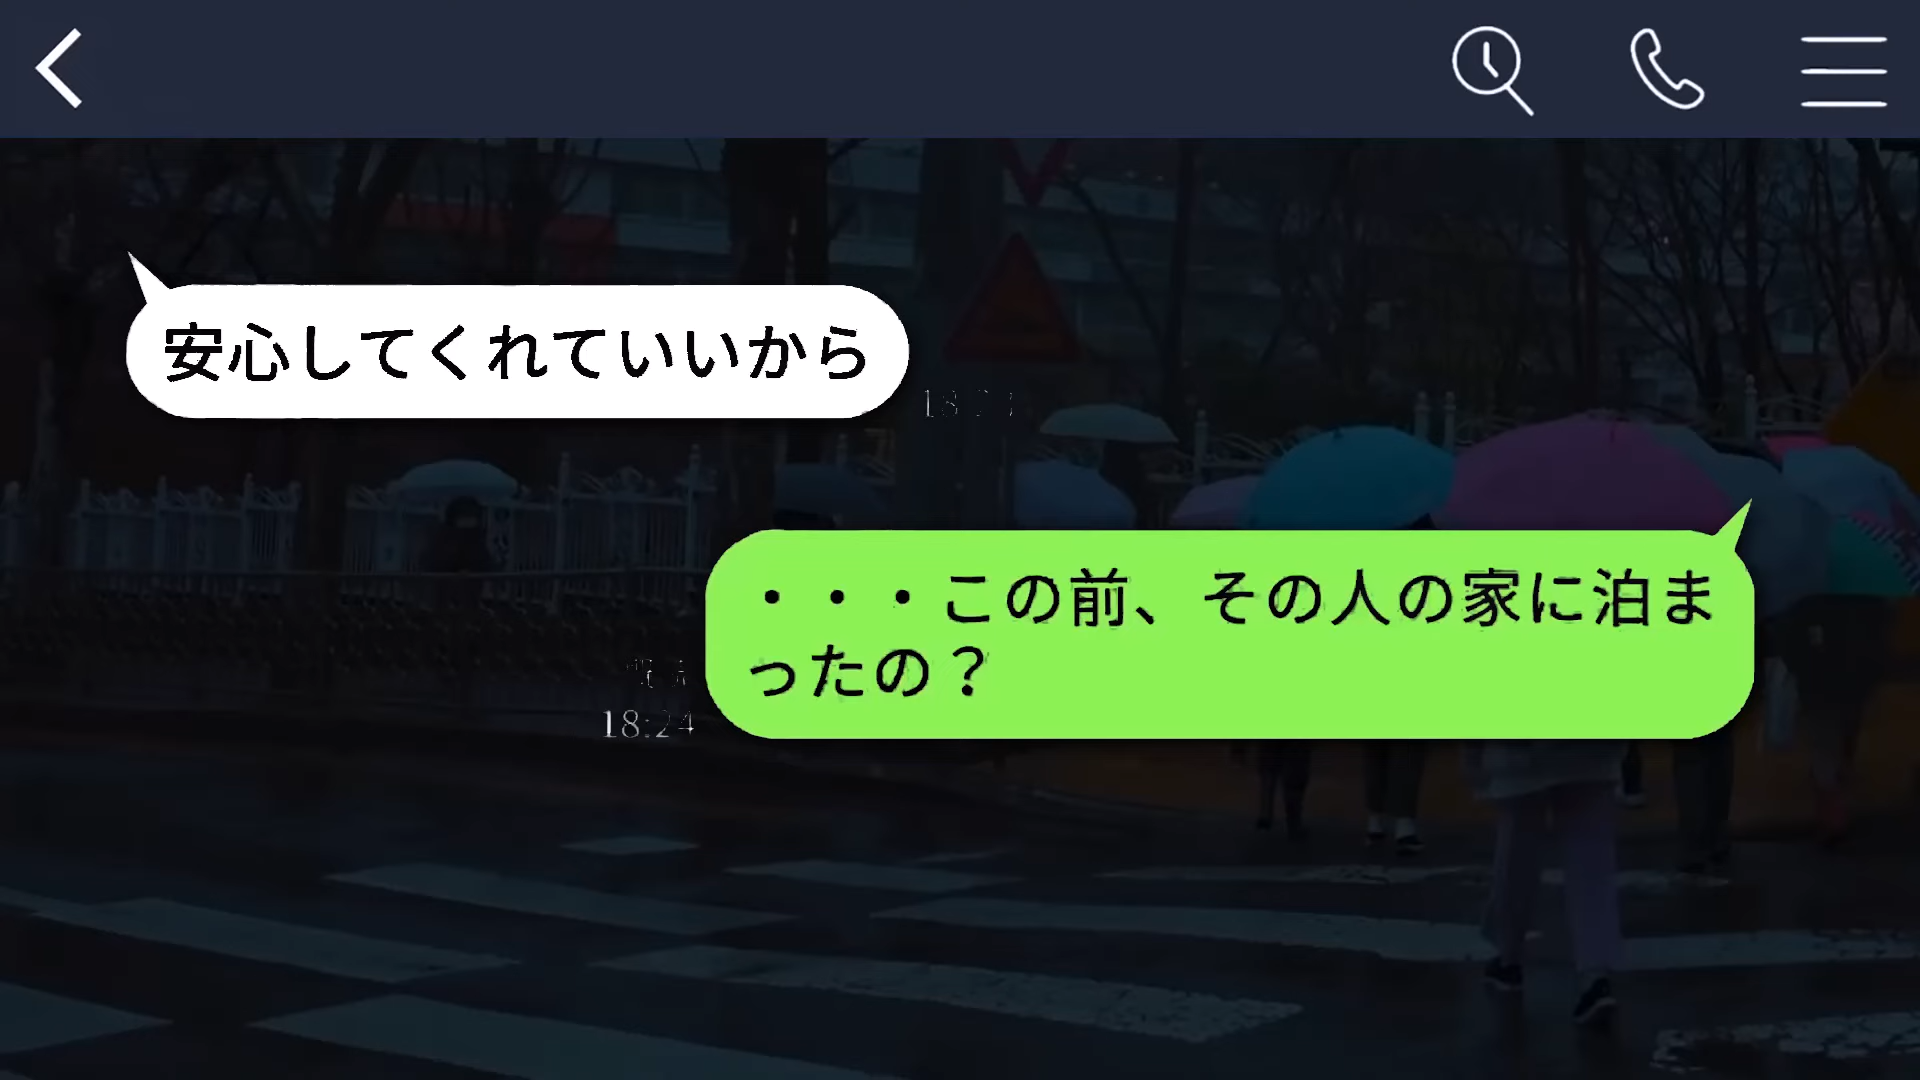 安心してくれていいから
・・・この前、その人の家に泊ま
ったの？
18:24